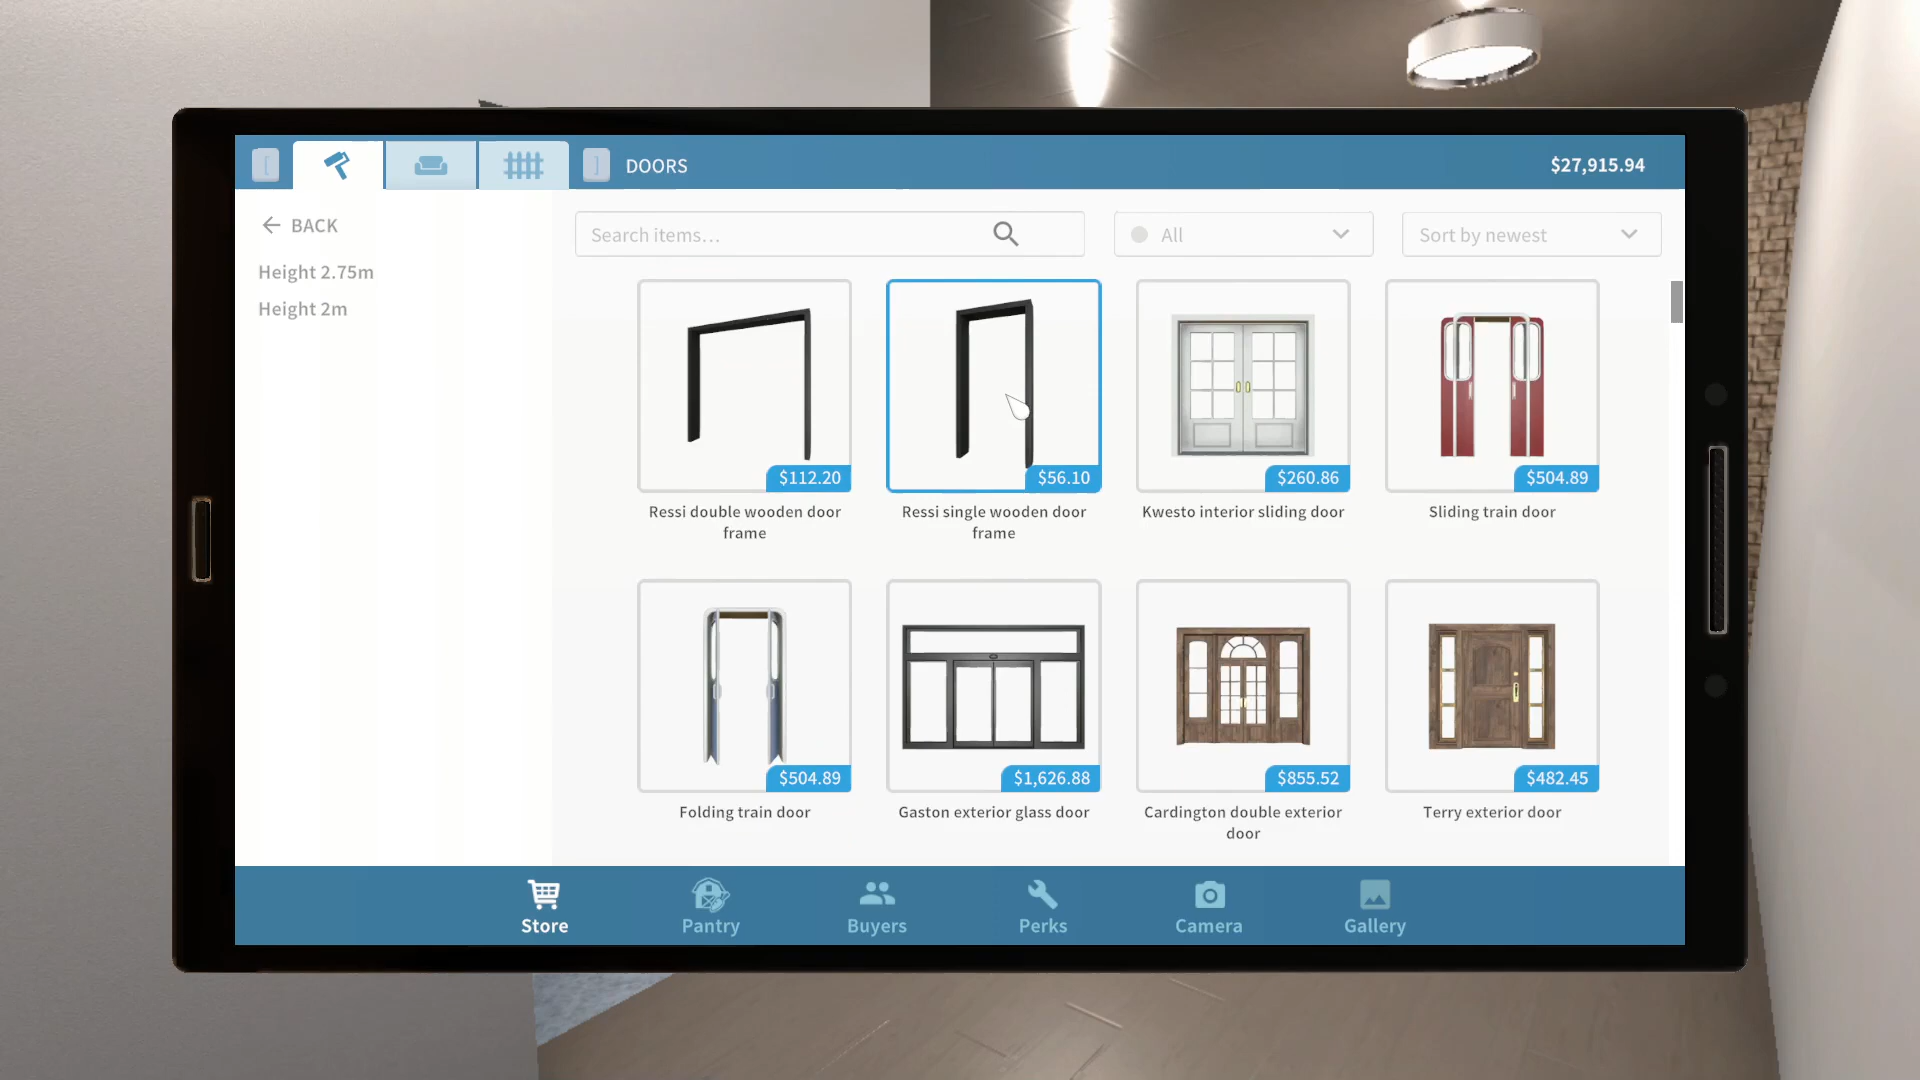 [
]
DOORS
$27,915.94
BACK
Height 2.75m
Height 2m
Search items...
All
Sort by newest
$112.20
Ressi double wooden door
frame
$56.10
Ressi single wooden door
frame
$260.86
Kwesto interior sliding door
$504.89
Sliding train door
$504.89
Folding train door
$1,626.88
Gaston exterior glass door
$855.52
Cardington double exterior
door
$482.45
Terry exterior door
Store
Pantry
Buyers
Perks
Camera
Gallery